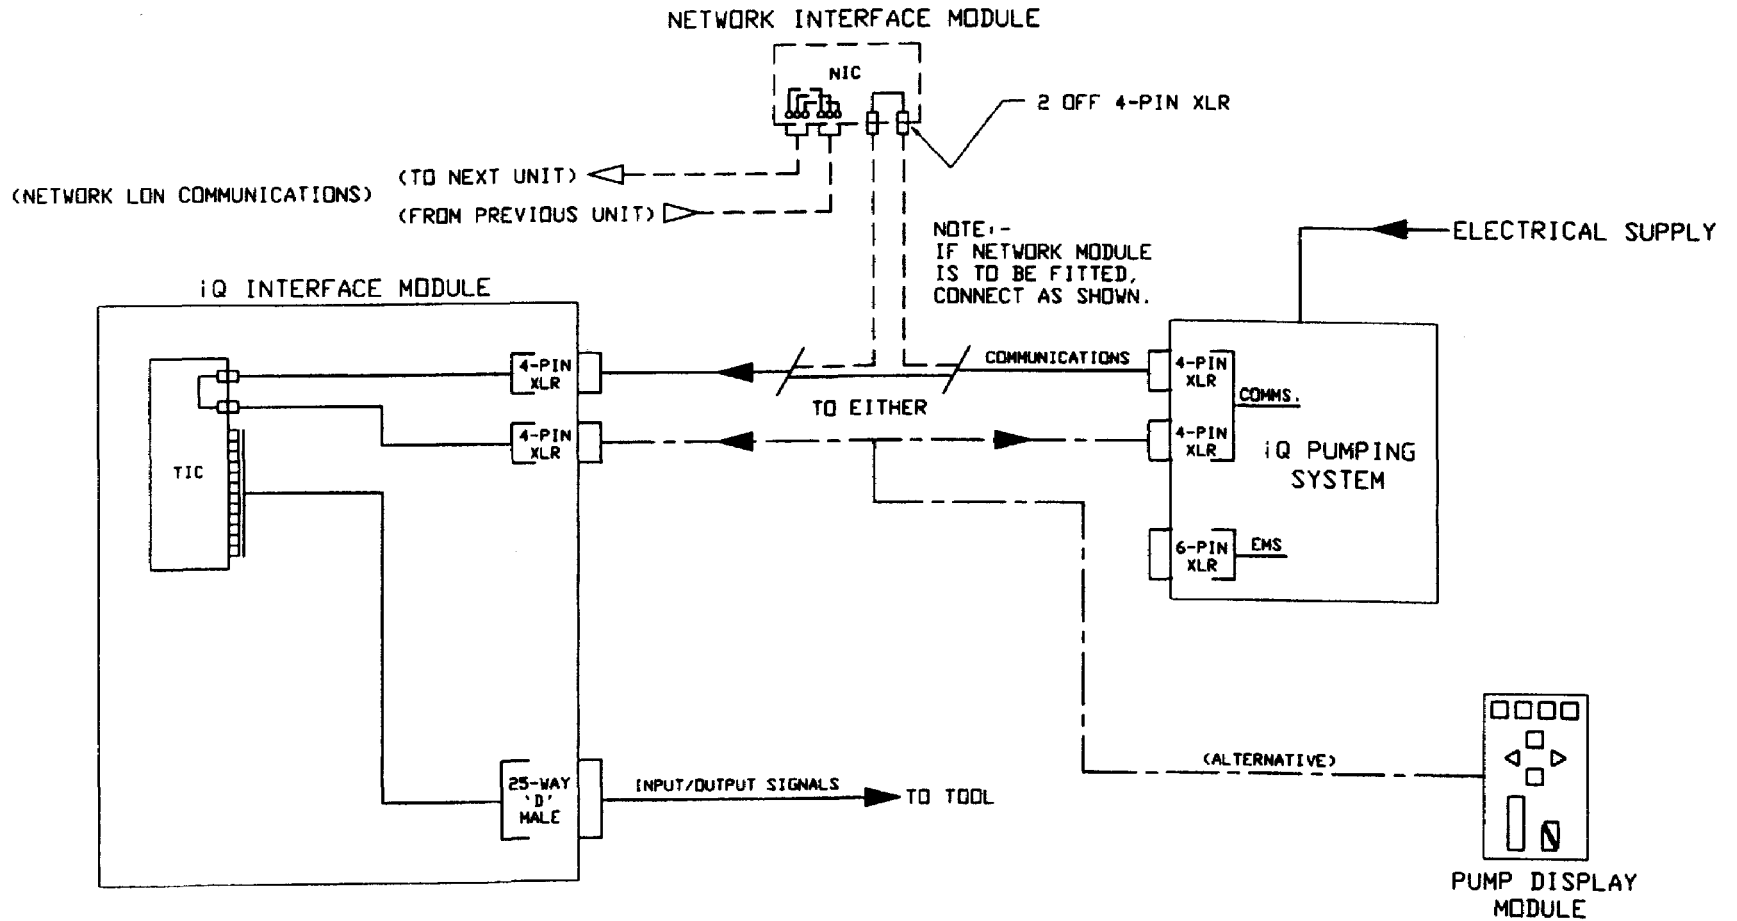 NETWORK INTERFACE MODULE
NIC
2 OFF 4-PIN XLR
(TO NEXT UNIT)
(NETWORK LON COMMUNICATIONS)
(FROM PREVIOUS UNIT)
NOTE:-
IF NETWORK MODULE
IS TO BE FITTED,
CONNECT AS SHOWN.
ELECTRICAL SUPPLY
iQ INTERFACE MODULE
4-PIN
XLR
COMMUNICATIONS
4-PIN
XLR
COMMS.
TO EITHER
4-PIN
XLR
4-PIN
XLR
iQ PUMPING
SYSTEM
TIC
6-PIN
XLR
EMS
(ALTERNATIVE)
25-WAY
'D'
MALE
INPUT/OUTPUT SIGNALS
TO TOOL
PUMP DISPLAY
MODULE